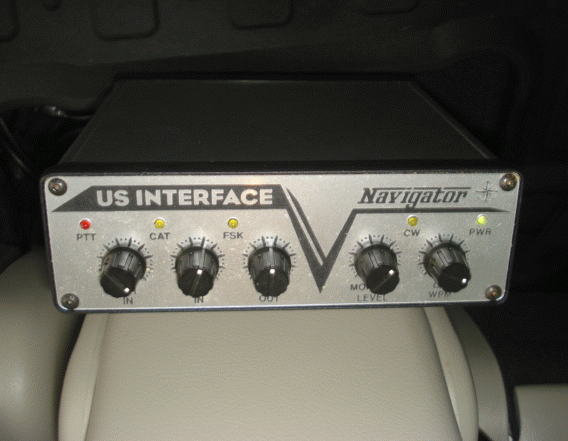 US INTERFACE
Navigator
PTT
CAT
FSK
CW
PWR
IN
IN
OUT
LEVEL
WPM